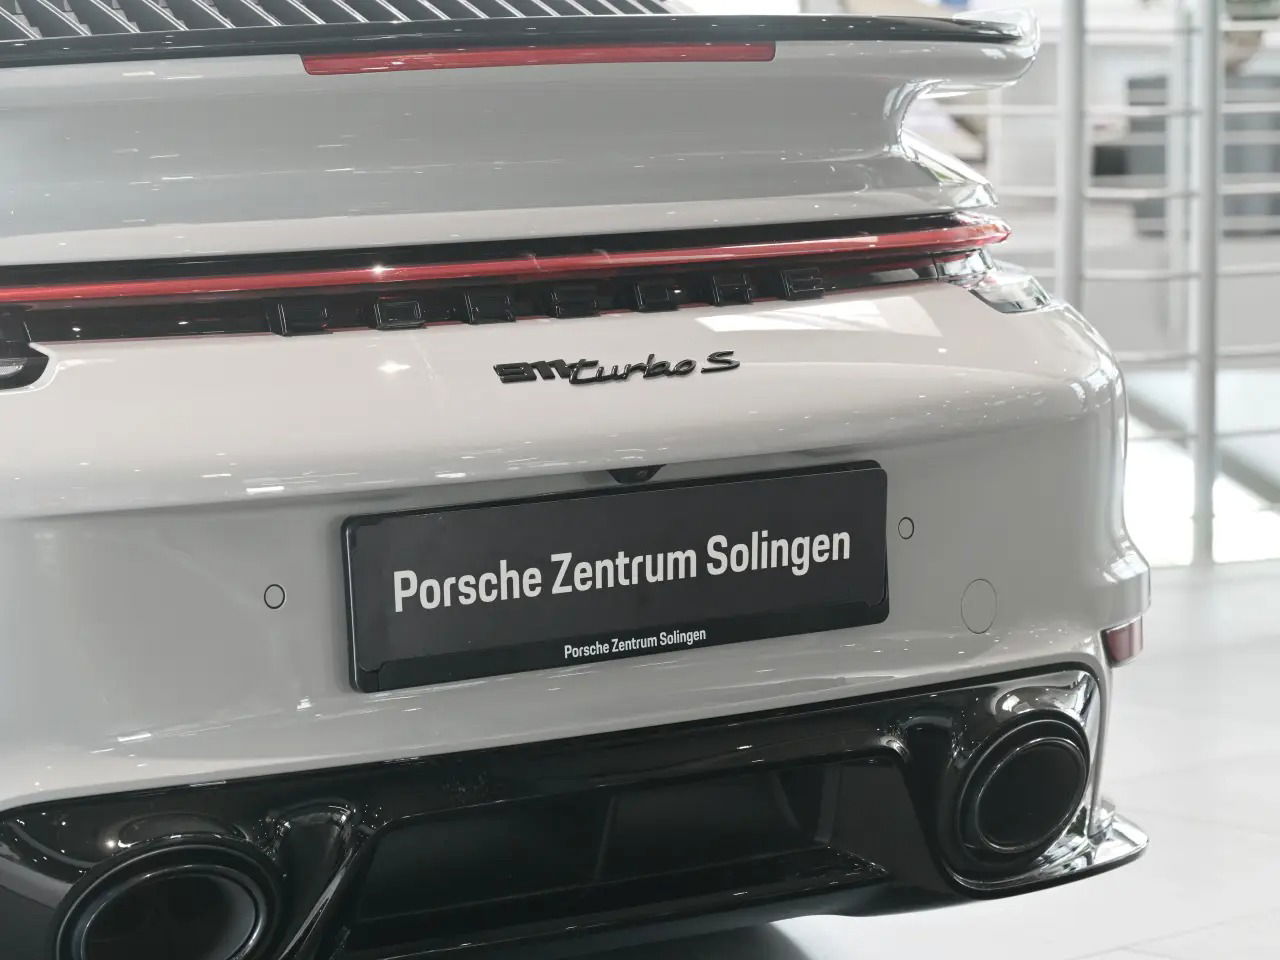 PORSCHE
911 turbo S
Porsche Zentrum Solingen
Porsche Zentrum Solingen